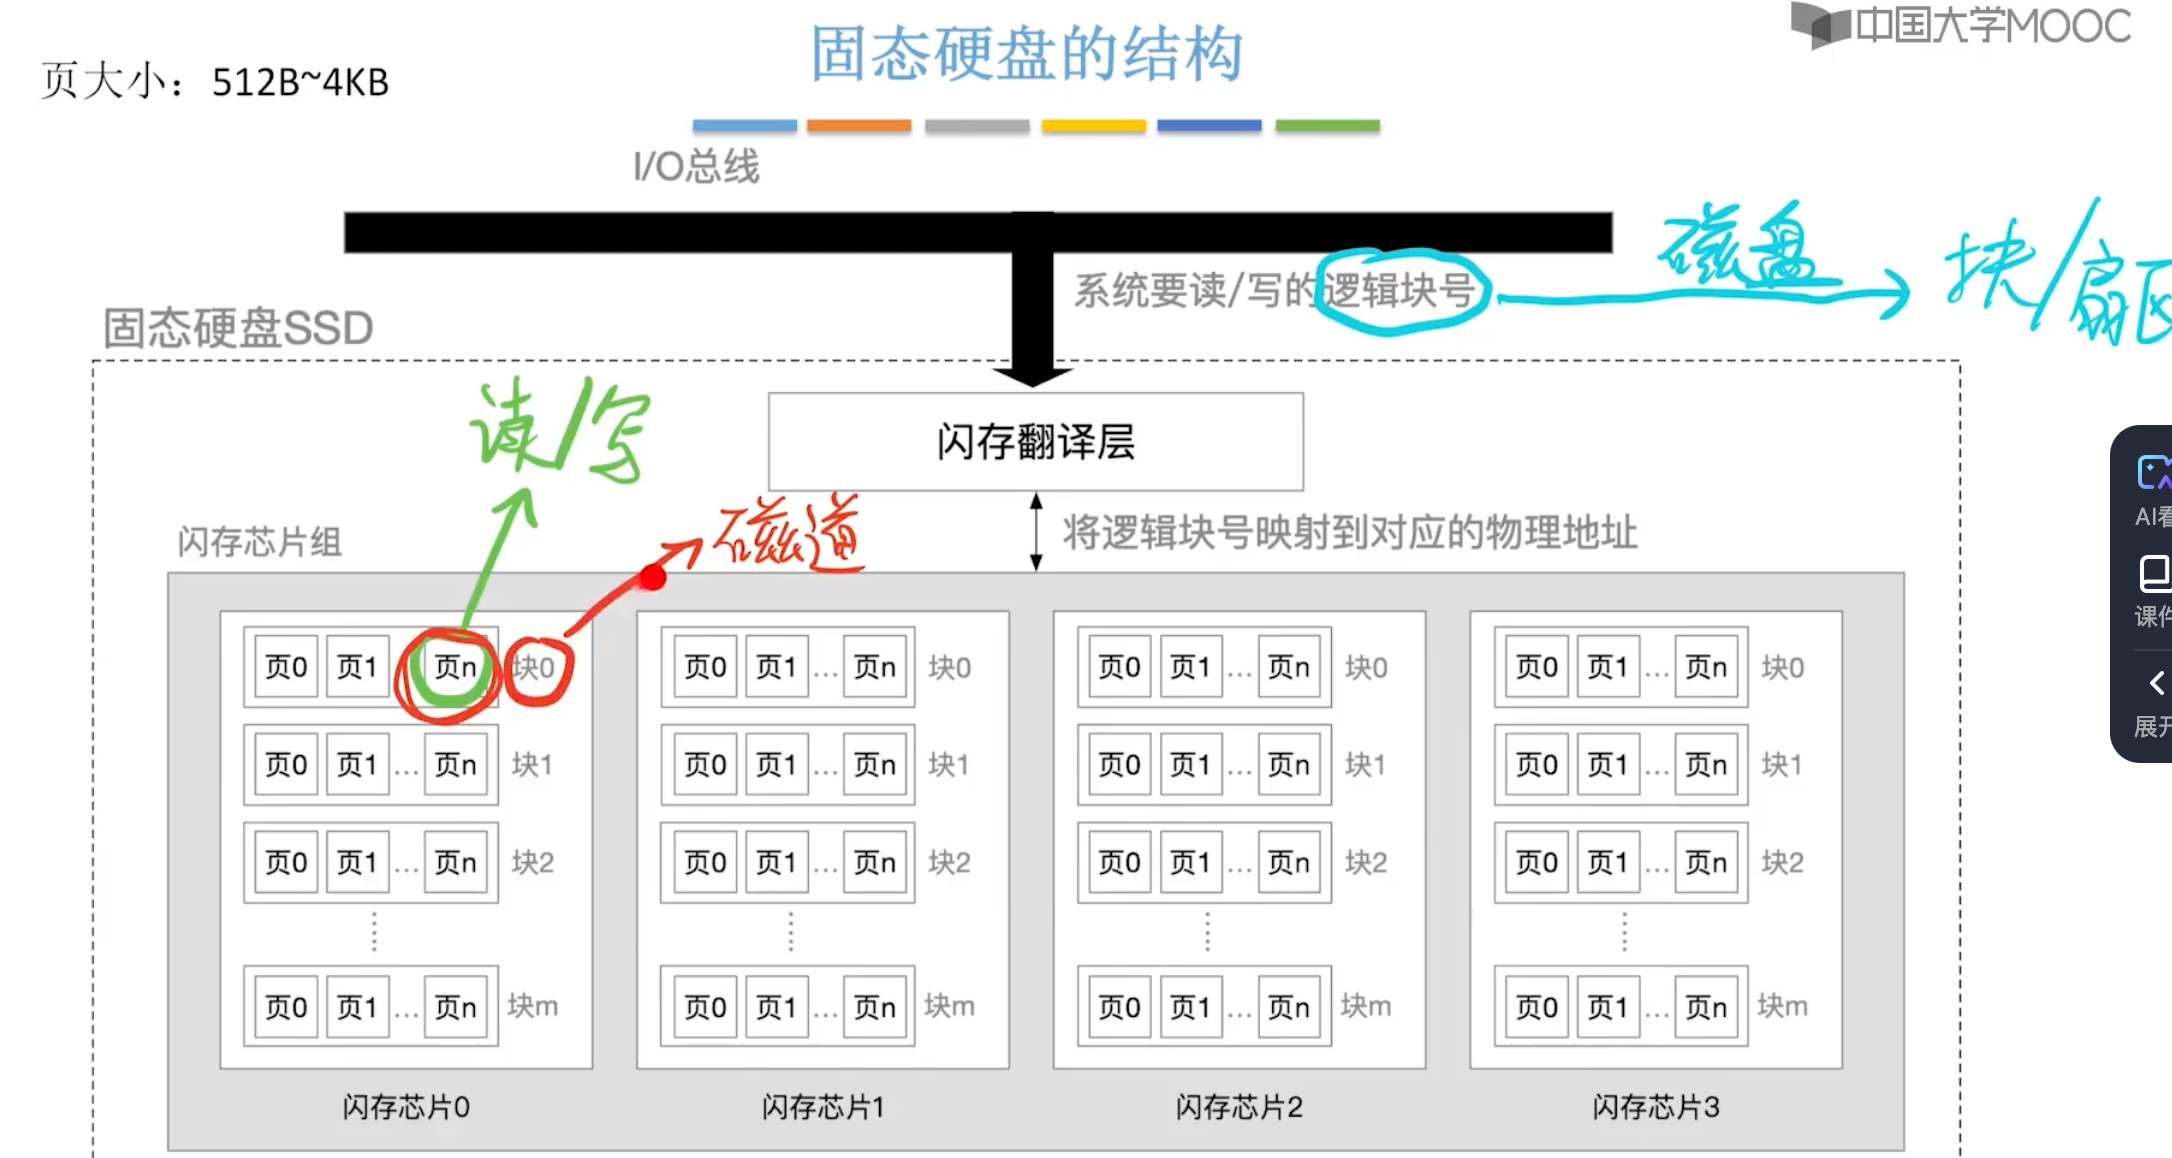 中国大学MOOC
固态硬盘的结构
页大小：512B~4KB
I/O总线
系统要读/写的逻辑块号
磁盘
块/扇区
固态硬盘SSD
读/写
闪存翻译层
磁道
闪存芯片组
将逻辑块号映射到对应的物理地址
页0 页1 页n 块0
页0 页1 … 页n 块0
页0 页1 … 页n 块0
页0 页1 … 页n 块0
页0 页1 … 页n 块1
页0 页1 … 页n 块1
页0 页1 … 页n 块1
页0 页1 … 页n 块1
页0 页1 … 页n 块2
页0 页1 … 页n 块2
页0 页1 … 页n 块2
页0 页1 … 页n 块2
页0 页1 … 页n 块m
页0 页1 … 页n 块m
页0 页1 … 页n 块m
页0 页1 … 页n 块m
闪存芯片0
闪存芯片1
闪存芯片2
闪存芯片3
AI看
课件
展开